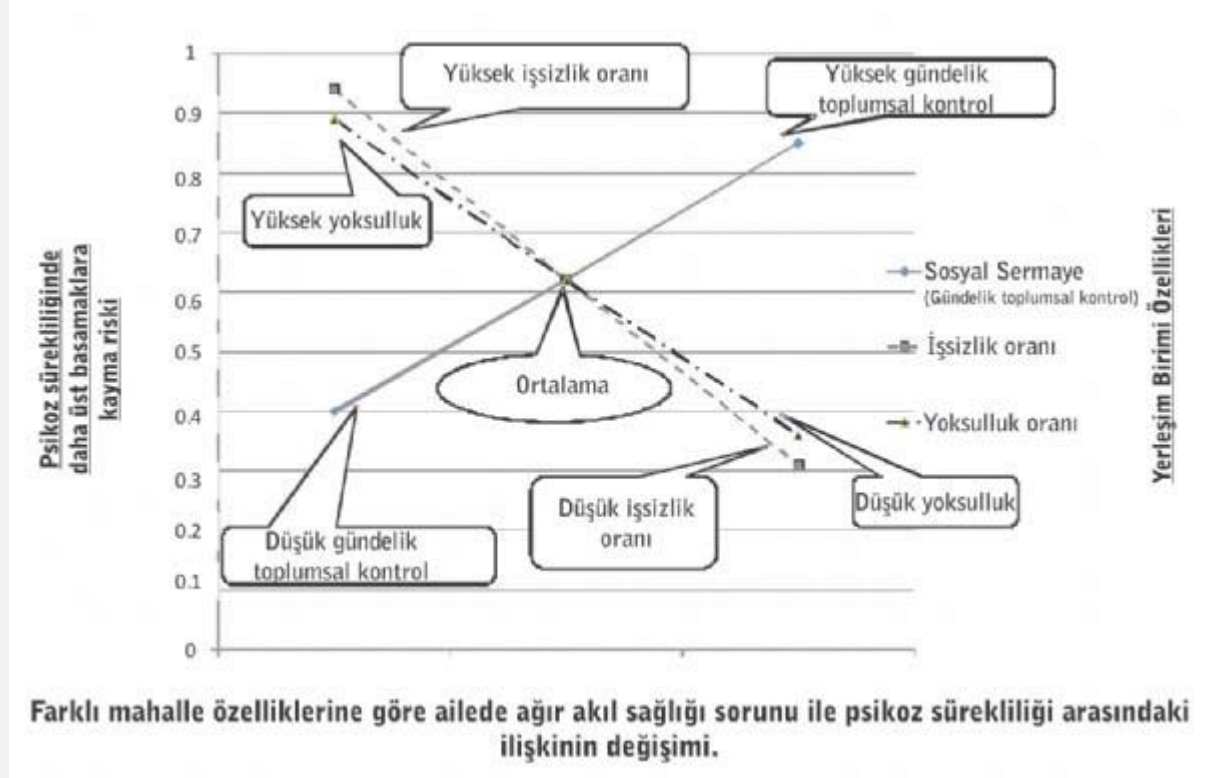 1
0.9
0.8
0.7
0.6
0.5
0.4
0.3
0.2
0.1
0
Psikoz sürekliliğinde
daha üst basamaklara
kayma riski
Yüksek işsizlik oranı
Yüksek gündelik
toplumsal kontrol
Yüksek yoksulluk
Ortalama
Düşük gündelik
toplumsal kontrol
Düşük işsizlik
oranı
Düşük yoksulluk
Sosyal Sermaye
(Gündelik toplumsal kontrol)
İşsizlik oranı
Yoksulluk oranı
Yerleşim Birimi Özellikleri
Farklı mahalle özelliklerine göre ailede ağır akıl sağlığı sorunu ile psikoz sürekliliği arasındaki
ilişkinin değişimi.